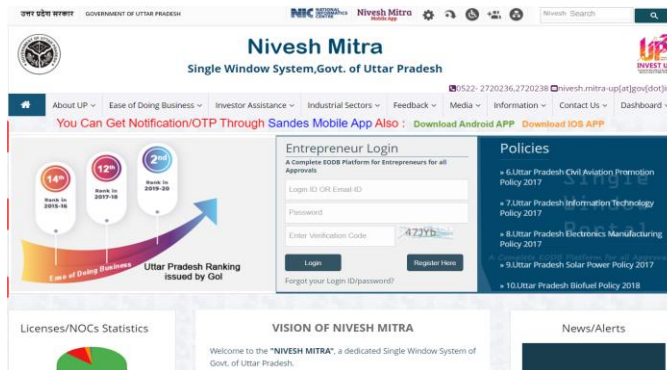 उत्तर प्रदेश सरकार GOVERNMENT OF UTTAR PRADESH
NIC NATIONAL INFORMATICS CENTRE
Nivesh Mitra
Mobile App
Nivesh Search
Nivesh Mitra
Single Window System,Govt. of Uttar Pradesh
INVEST U
0522- 2720236,2720238 nivesh.mitra-up[at]gov[dot]i
About UP Ease of Doing Business Investor Assistance Industrial Sectors Feedback Media Information Contact Us Dashboard
You Can Get Notification/OTP Through Sandes Mobile App Also : Download Android APP Download IOS APP
14th
Rank in
2015-16
12th
Rank in
2017-18
2nd
Rank in
2019-20
Ease of Doing Business
Uttar Pradesh Ranking
issued by GoI
Entrepreneur Login
A Complete EODB Platform for Entrepreneurs for all
Approvals
Login ID OR Email-ID
Password
Enter Verification Code
47JYb
Login
Register Here
Forgot your Login ID/password?
Policies
» 6.Uttar Pradesh Civil Aviation Promotion
Policy 2017
» 7.Uttar Pradesh Information Technology
Policy 2017
» 8.Uttar Pradesh Electronics Manufacturing
Policy 2017
» 9.Uttar Pradesh Solar Power Policy 2017
» 10.Uttar Pradesh Biofuel Policy 2018
Licenses/NOCs Statistics
VISION OF NIVESH MITRA
Welcome to the "NIVESH MITRA", a dedicated Single Window System of
Govt. of Uttar Pradesh.
News/Alerts